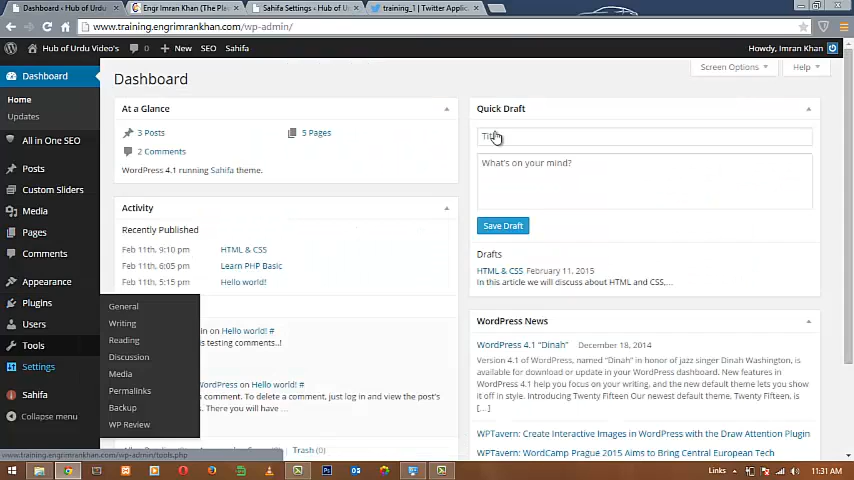 Dashboard ‹ Hub of Urdu V
Engr Imran Khan (The Pla
Sahifa Settings ‹ Hub of U
training_1 | Twitter Applic
www.training.engrimrankhan.com/wp-admin/
Hub of Urdu Video's
0
+ New
SEO
Sahifa
Howdy, Imran Khan
Dashboard
Home
Updates
All in One SEO
Posts
Custom Sliders
Media
Pages
Comments
Appearance
Plugins
Users
Tools
Settings
Sahifa
Collapse menu
General
Writing
Reading
Discussion
Media
Permalinks
Backup
WP Review
Dashboard
Screen Options
Help
At a Glance
3 Posts
5 Pages
2 Comments
WordPress 4.1 running Sahifa theme.
Activity
Recently Published
Feb 11th, 9:10 pm HTML & CSS
Feb 11th, 6:05 pm Learn PHP Basic
Feb 11th, 5:15 pm Hello world!
in on Hello world! #
is testing comments..!
WordPress on Hello world! #
a comment. To delete a comment, just log in and view the post's
s. There you will have ...
Trash (0)
Quick Draft
What's on your mind?
Save Draft
Drafts
HTML & CSS February 11, 2015
In this article we will discuss about HTML and CSS,...
WordPress News
WordPress 4.1 "Dinah" December 18, 2014
Version 4.1 of WordPress, named "Dinah" in honor of jazz singer Dinah Washington, is
available for download or update in your WordPress dashboard. New features in
WordPress 4.1 help you focus on your writing, and the new default theme lets you show
it off in style. Introducing Twenty Fifteen Our newest default theme, Twenty Fifteen, is
[...]
WPTavern: Create Interactive Images in WordPress with the Draw Attention Plugin
WPTavern: WordCamp Prague 2015 Aims to Bring Central European Tech
www.training.engrimrankhan.com/wp-admin/tools.php
Links
11:31 AM